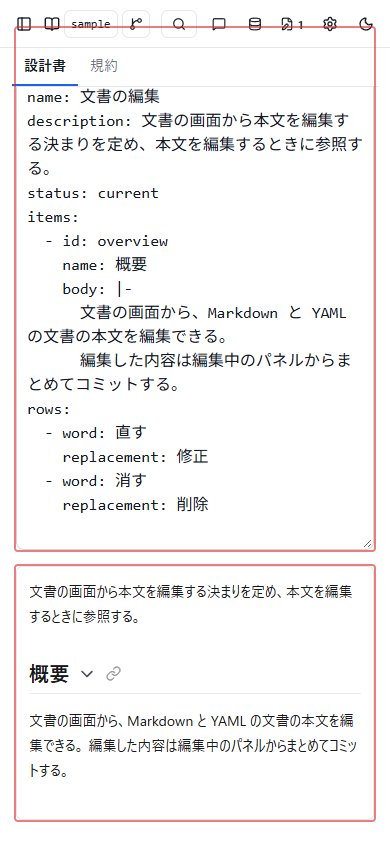 sample
1
設計書 規約
name: 文書の編集
description: 文書の画面から本文を編集す
る決まりを定め、本文を編集するときに参照す
る。
status: current
items:
  - id: overview
    name: 概要
    body: |-
      文書の画面から、Markdown と YAML
の文書の本文を編集できる。
      編集した内容は編集中のパネルからま
とめてコミットする。
rows:
  - word: 直す
    replacement: 修正
  - word: 消す
    replacement: 削除
文書の画面から本文を編集する決まりを定め、本文を編集
するときに参照する。
概要
文書の画面から、Markdown と YAML の文書の本文を編
集できる。編集した内容は編集中のパネルからまとめてコミッ
トする。